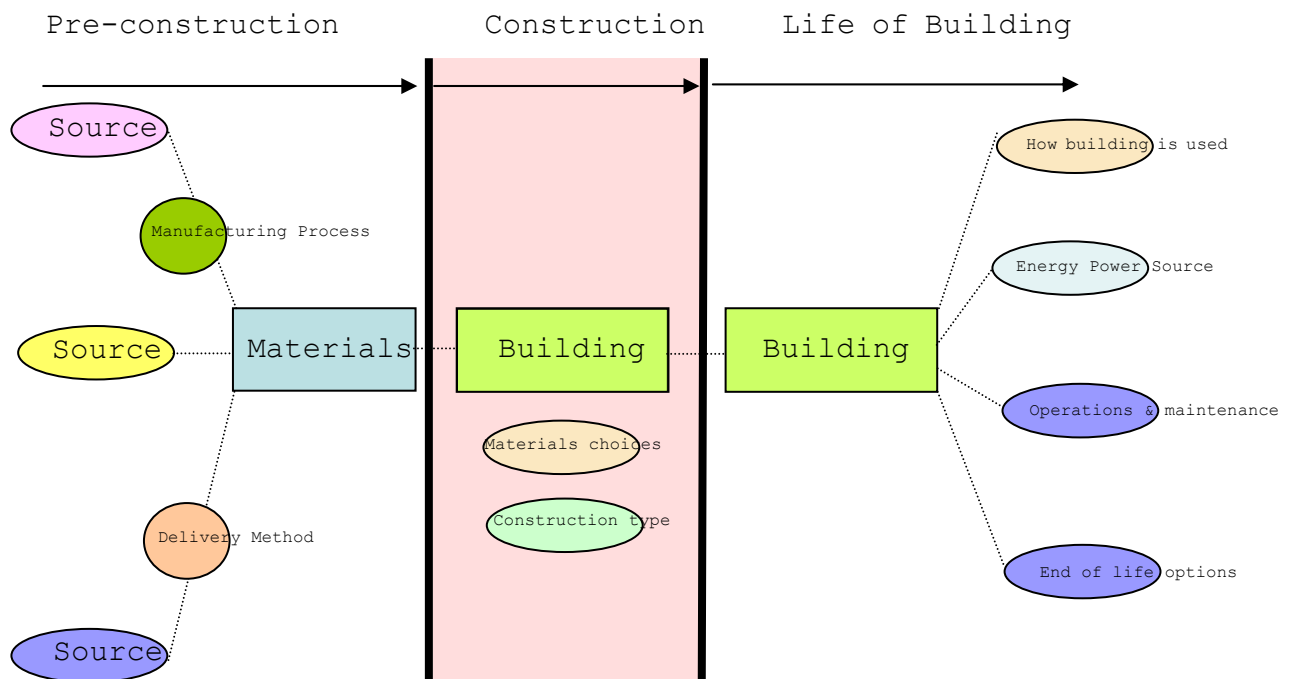 Pre-construction
Construction
Life of Building
Source
How building is used
Manufacturing Process
Energy Power Source
Source
Materials
Building
Building
Operations & maintenance
Materials choices
Construction type
Delivery Method
End of life options
Source